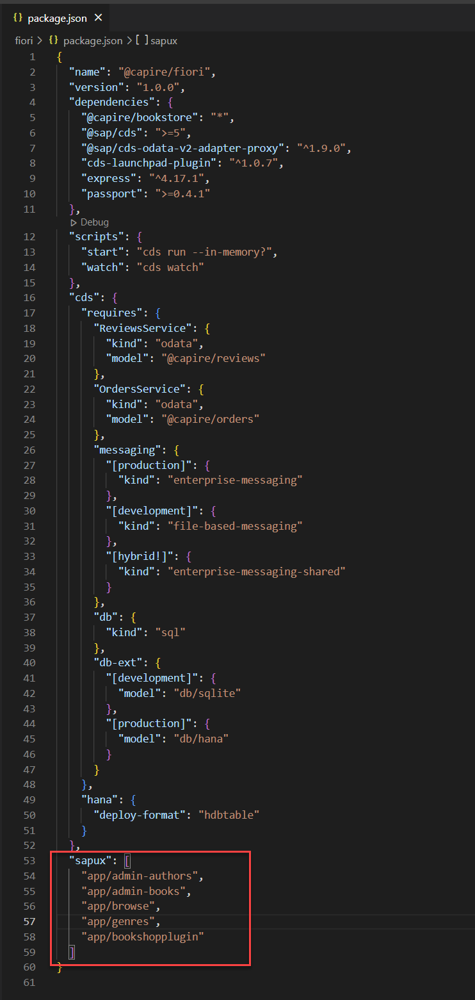 package.json
fiori > package.json > [ ] sapux
1 {
2 "name": "@capire/fiori",
3 "version": "1.0.0",
4 "dependencies": {
5 "@capire/bookstore": "*",
6 "@sap/cds": ">=5",
7 "@sap/cds-odata-v2-adapter-proxy": "^1.9.0",
8 "cds-launchpad-plugin": "^1.0.7",
9 "express": "^4.17.1",
10 "passport": ">=0.4.1"
11 },
Debug
12 "scripts": {
13 "start": "cds run --in-memory?",
14 "watch": "cds watch"
15 },
16 "cds": {
17 "requires": {
18 "ReviewsService": {
19 "kind": "odata",
20 "model": "@capire/reviews"
21 },
22 "OrdersService": {
23 "kind": "odata",
24 "model": "@capire/orders"
25 },
26 "messaging": {
27 "[production]": {
28 "kind": "enterprise-messaging"
29 },
30 "[development]": {
31 "kind": "file-based-messaging"
32 },
33 "[hybrid!]": {
34 "kind": "enterprise-messaging-shared"
35 }
36 },
37 "db": {
38 "kind": "sql"
39 },
40 "db-ext": {
41 "[development]": {
42 "model": "db/sqlite"
43 },
44 "[production]": {
45 "model": "db/hana"
46 }
47 }
48 },
49 "hana": {
50 "deploy-format": "hdbtable"
51 }
52 },
53 "sapux": [
54 "app/admin-authors",
55 "app/admin-books",
56 "app/browse",
57 "app/genres",
58 "app/bookshopplugin"
59 ]
60 }
61